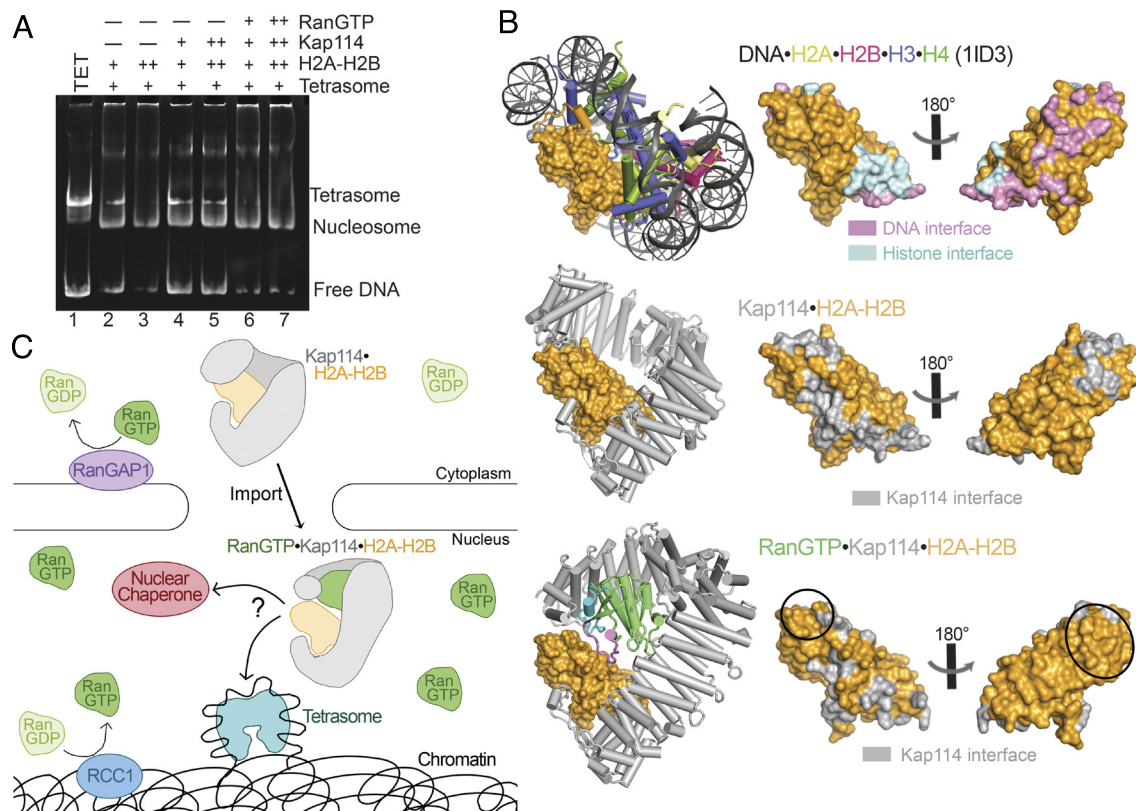 A
— — — — + ++ RanGTP
— — + ++ + ++ Kap114
TET + ++ + ++ + ++ H2A-H2B
+ + + + + + Tetrasome
Tetrasome
Nucleosome
Free DNA
1 2 3 4 5 6 7
B
DNA•H2A•H2B•H3•H4 (1ID3)
180°
DNA interface
Histone interface
Kap114•H2A-H2B
180°
Kap114 interface
RanGTP•Kap114•H2A-H2B
180°
Kap114 interface
C
Kap114•
H2A-H2B
Ran
GDP
Ran
GTP
RanGAP1
Ran
GDP
Import
Cytoplasm
Nucleus
RanGTP•Kap114•H2A-H2B
Ran
GTP
Nuclear
Chaperone
?
Ran
GTP
Ran
GTP
Ran
GTP
Ran
GDP
RCC1
Tetrasome
Chromatin